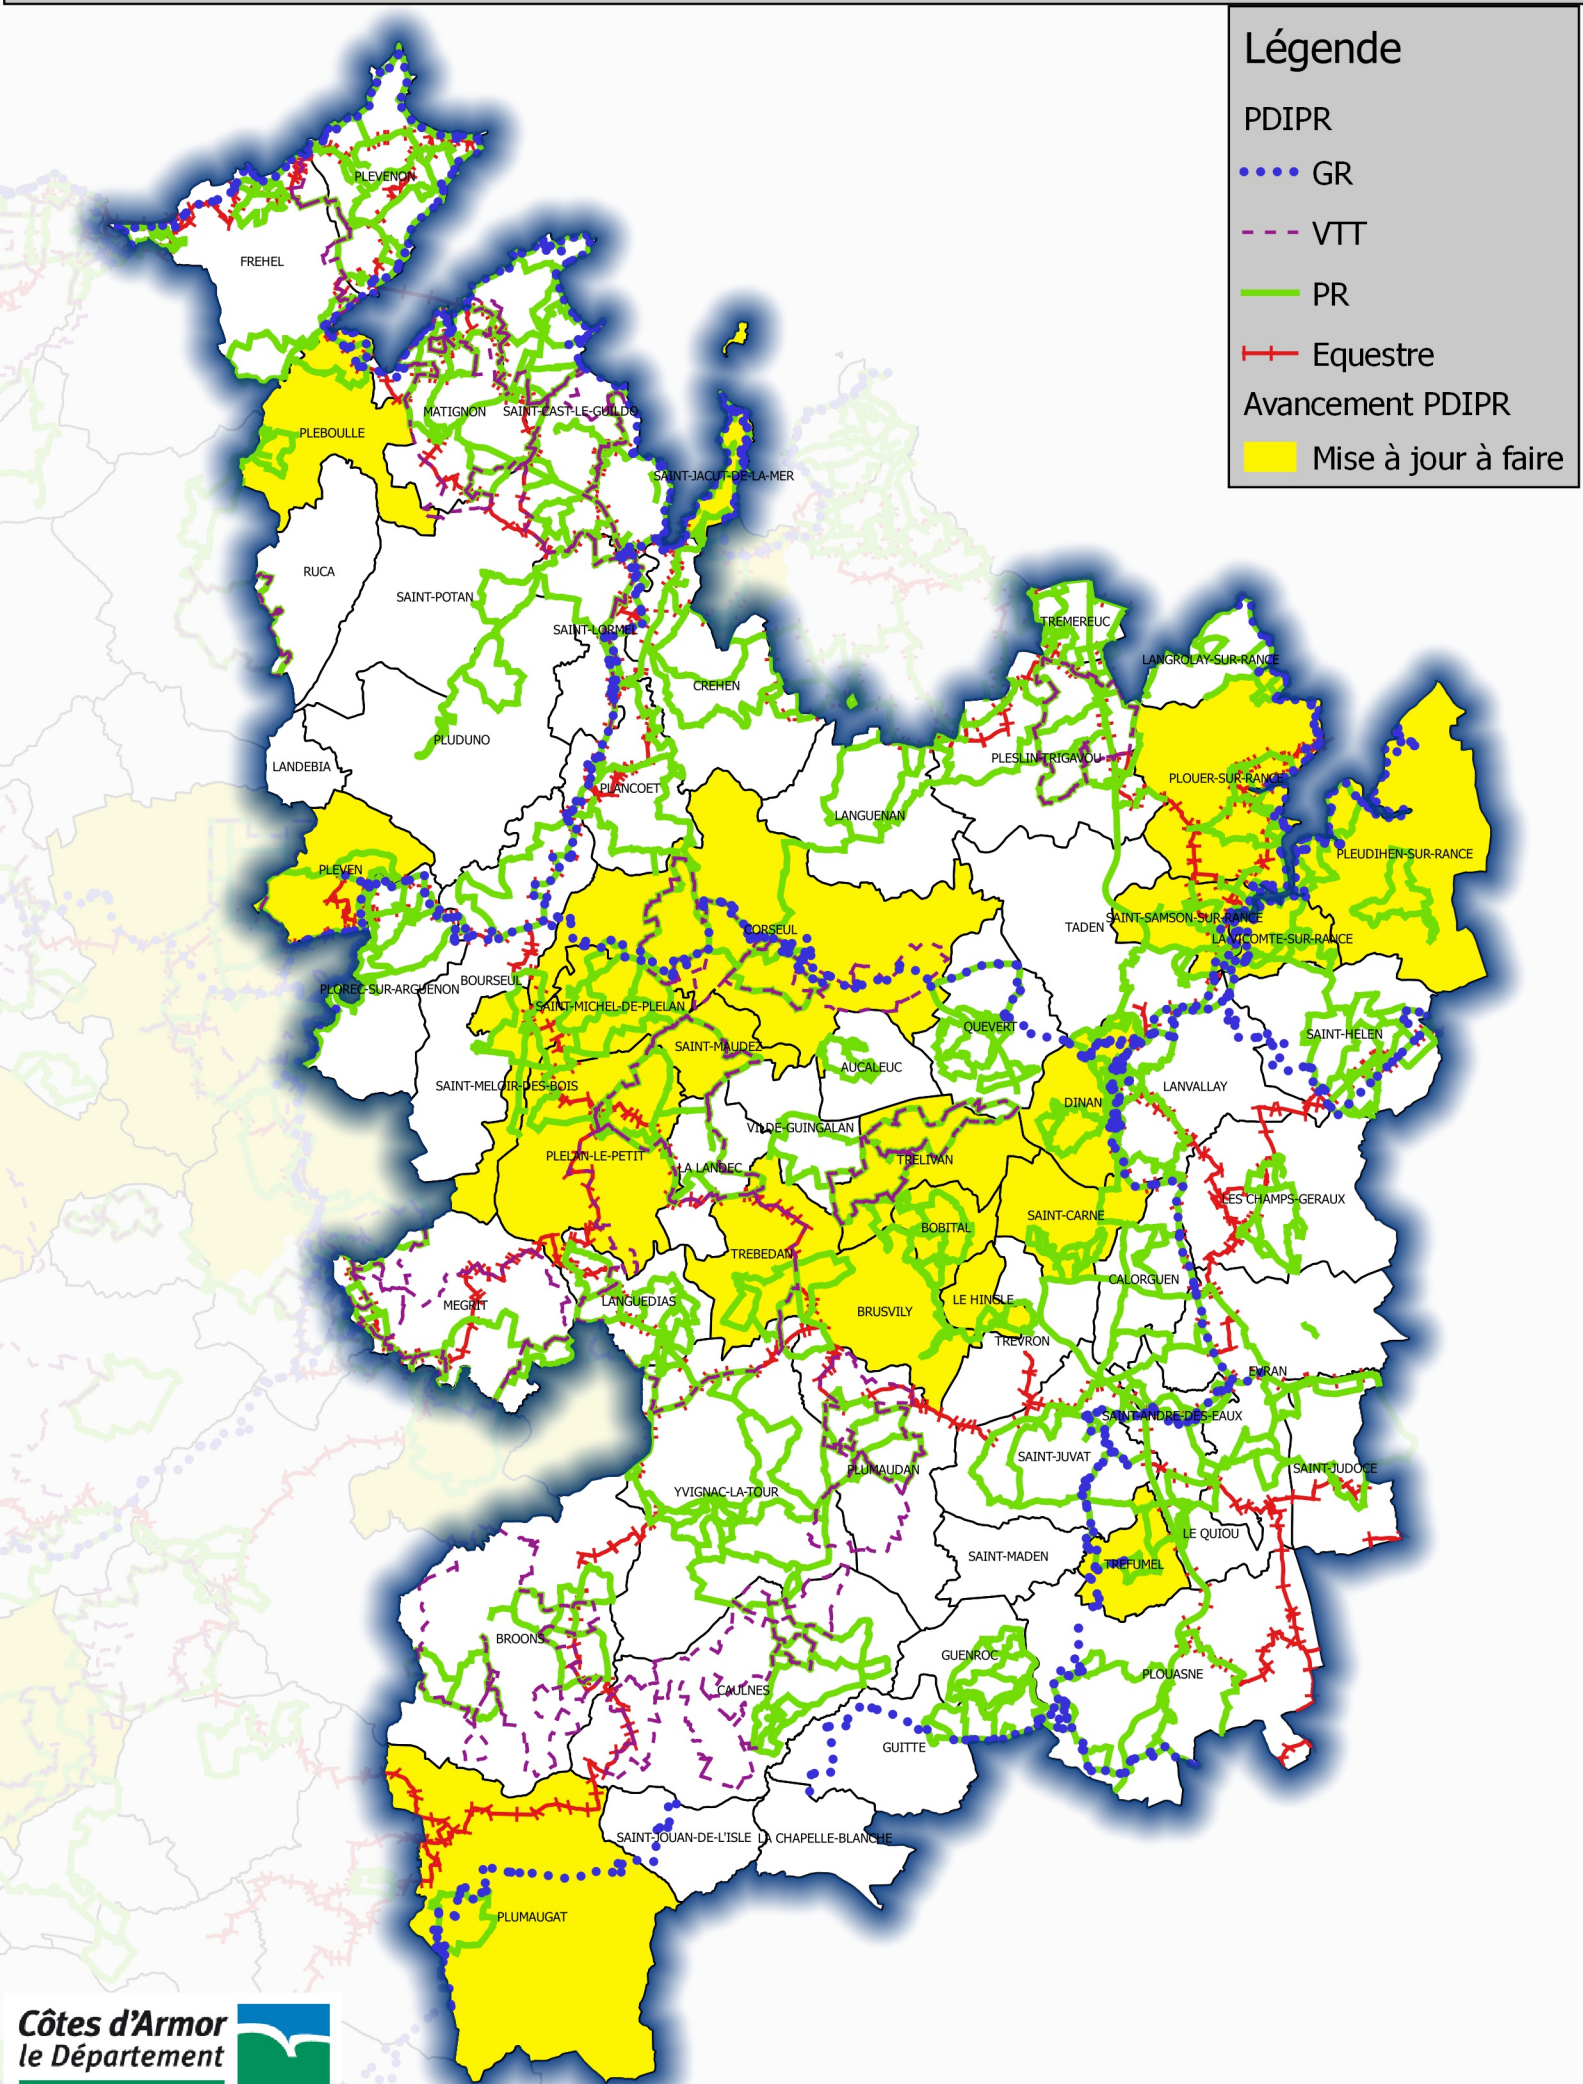 Légende
PDIPR
GR
VTT
PR
Equestre
Avancement PDIPR
Mise à jour à faire
PLEVENON
FREHEL
MATIGNON
SAINT-CAST-LE-GUILDO
PLEBOULLE
SAINT-JACUT-DE-LA-MER
RUCA
SAINT-POTAN
SAINT-LORMEL
TREMEREUC
LANGROLAY-SUR-RANCE
CREHEN
PLUDUNO
PLESLIN-TRIGAVOU
LANDEBIA
PLOUER-SUR-RANCE
PLANCOET
LANGUENAN
PLEUDIHEN-SUR-RANCE
PLEVEN
SAINT-SAMSON-SUR-RANCE
TADEN
CORSEUL
LA VICOMTE-SUR-RANCE
BOURSEUL
PLOREC-SUR-ARGUENON
SAINT-MICHEL-DE-PLELAN
QUEVERT
SAINT-HELEN
SAINT-MAUDEZ
AUCALEUC
SAINT-MELOIR-DES-BOIS
LANVALLAY
DINAN
VILDE-GUINGALAN
PLELAN-LE-PETIT
TRELIVAN
LA LANDEC
LES CHAMPS-GERAUX
SAINT-CARNE
BOBITAL
TREBEDAN
CALORGUEN
LE HINGLE
LANGUEDIAS
MEGRIT
BRUSVILY
TREVRON
EVRAN
SAINT-ANDRE-DES-EAUX
SAINT-JUVAT
SAINT-JUDOCE
PLUMAUDAN
YVIGNAC-LA-TOUR
LE QUIOU
SAINT-MADEN
TREFUMEL
BROONS
GUENROC
PLOUASNE
CAULNES
GUITTE
SAINT-JOUAN-DE-L'ISLE
LA CHAPELLE-BLANCHE
PLUMAUGAT
Côtes d'Armor
le Département